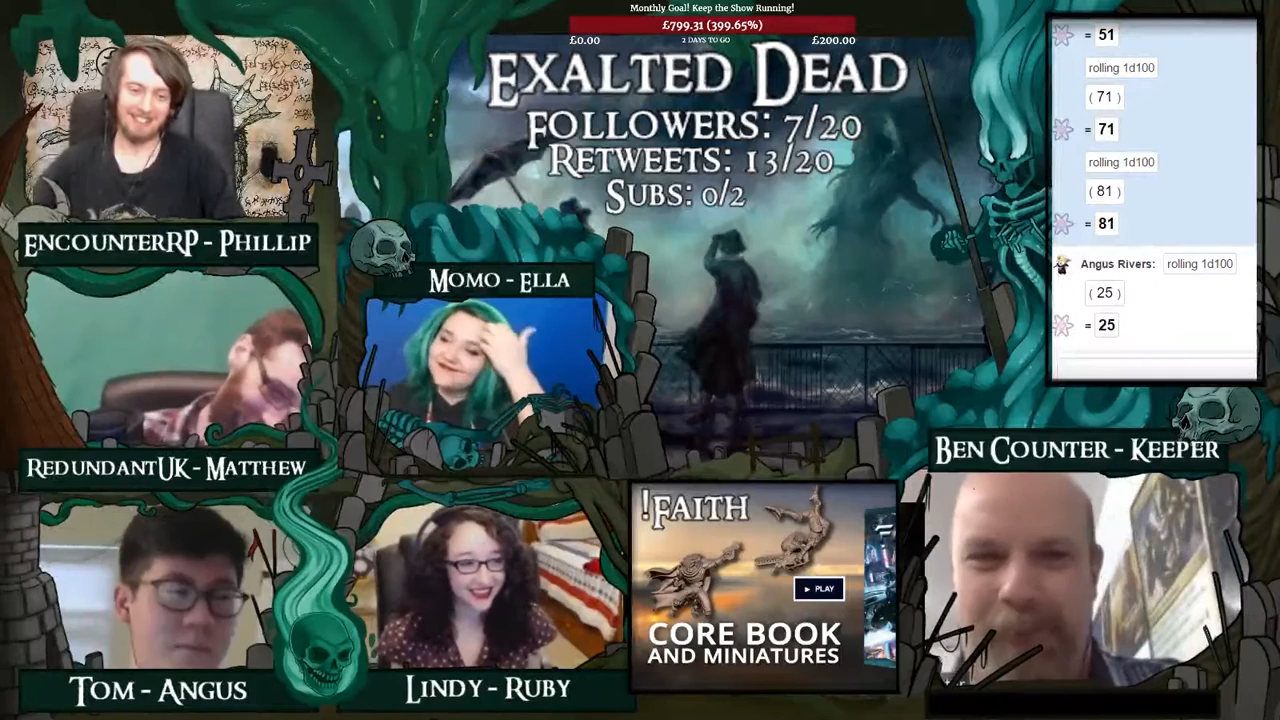 Monthly Goal! Keep the Show Running!
£799.31 (399.65%)
£0.00
2 DAYS TO GO
£200.00
EXALTED DEAD
FOLLOWERS: 7/20
RETWEETS: 13/20
SUBS: 0/2
= 51
rolling 1d100
( 71 )
= 71
rolling 1d100
( 81 )
= 81
Angus Rivers: rolling 1d100
( 25 )
= 25
ENCOUNTERRP - PHILLIP
MOMO - ELLA
REDUNDANTUK - MATTHEW
BEN COUNTER - KEEPER
!FAITH
PLAY
CORE BOOK
AND MINIATURES
TOM - ANGUS
LINDY - RUBY